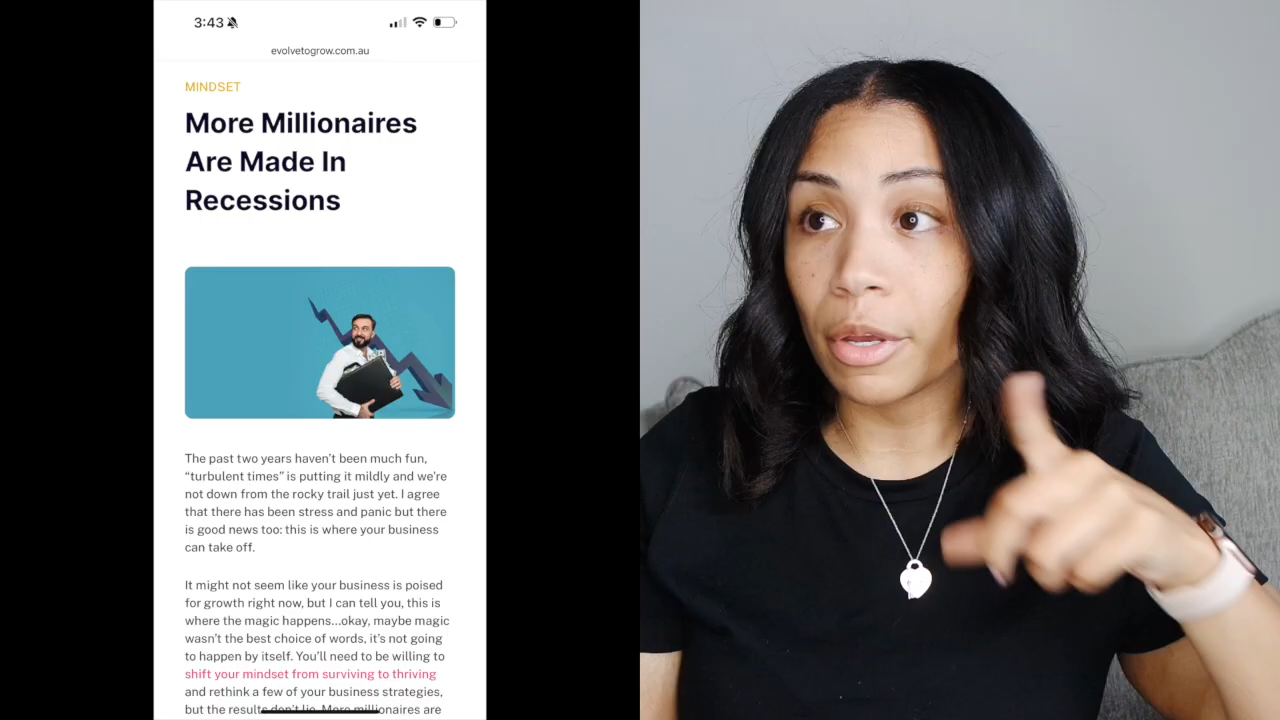 3:43
evolvetogrow.com.au
MINDSET
More Millionaires
Are Made In
Recessions
The past two years haven't been much fun,
“turbulent times” is putting it mildly and we're
not down from the rocky trail just yet. I agree
that there has been stress and panic but there
is good news too: this is where your business
can take off.
It might not seem like your business is poised
for growth right now, but I can tell you, this is
where the magic happens...okay, maybe magic
wasn't the best choice of words, it's not going
to happen by itself. You'll need to be willing to
shift your mindset from surviving to thriving
and rethink a few of your business strategies,
but the results don't lie. More millionaires are